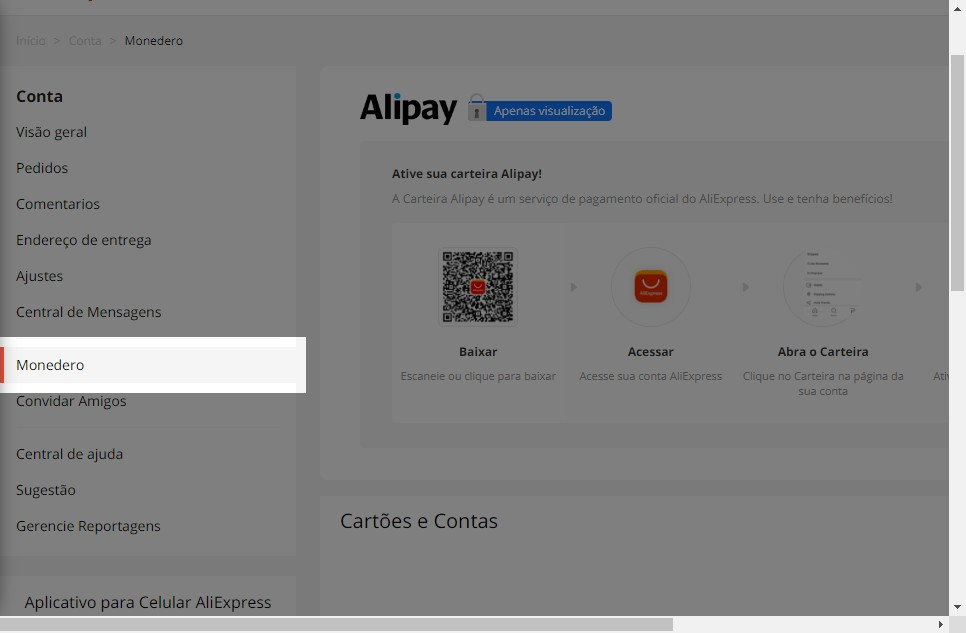 Início > Conta > Monedero
Conta
Visão geral
Pedidos
Comentarios
Endereço de entrega
Ajustes
Central de Mensagens
Monedero
Convidar Amigos
Central de ajuda
Sugestão
Gerencie Reportagens
Aplicativo para Celular AliExpress
Alipay
Apenas visualização
Ative sua carteira Alipay!
A Carteira Alipay é um serviço de pagamento oficial do AliExpress. Use e tenha benefícios!
Baixar
Escaneie ou clique para baixar
AliExpress
Acessar
Acesse sua conta AliExpress
Abra o Carteira
Clique no Carteira na página da
sua conta
Cartões e Contas